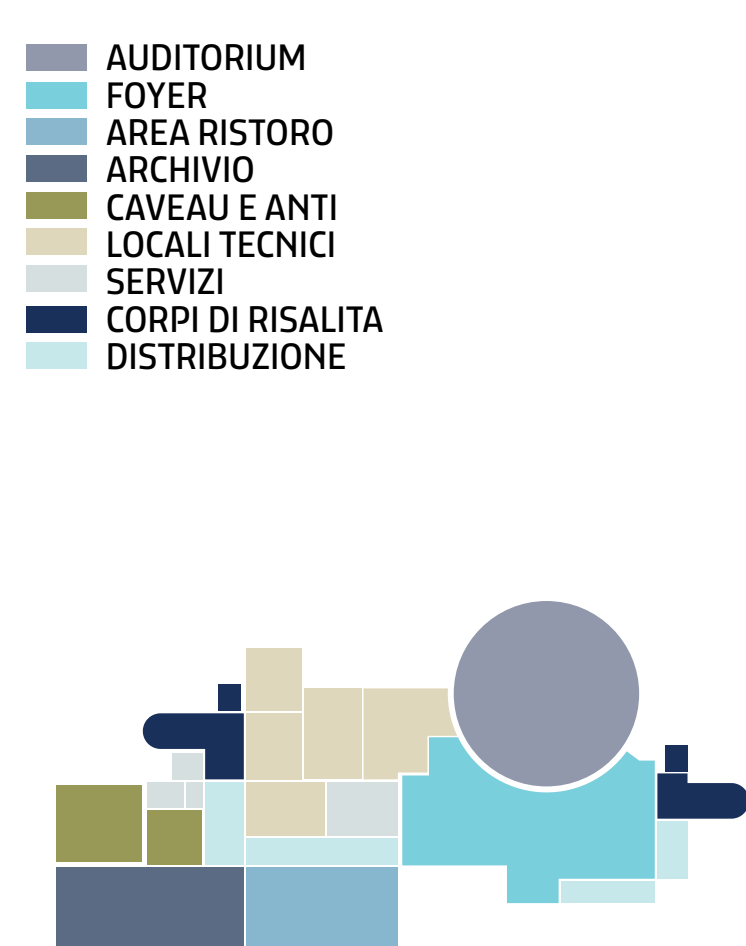 AUDITORIUM
FOYER
AREA RISTORO
ARCHIVIO
CAVEAU E ANTI
LOCALI TECNICI
SERVIZI
CORPI DI RISALITA
DISTRIBUZIONE